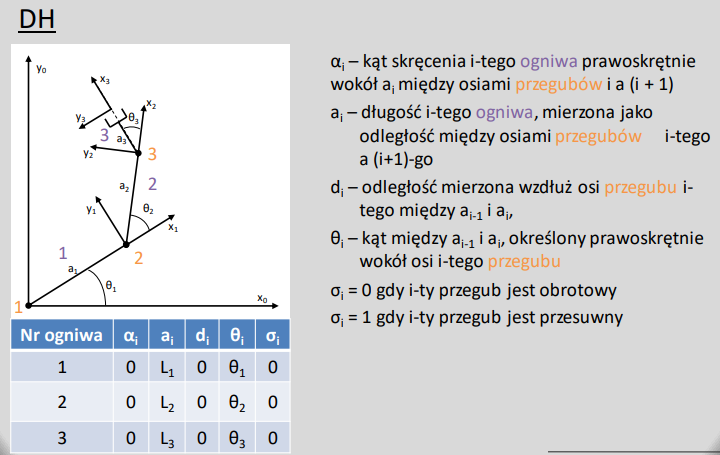 DH
y₀
x₃
x₂
y₃
θ₃
3 a₃
y₂
3
a₂ 2
y₁
θ₂
x₁
1
a₁
2
θ₁
x₀
1
Nr ogniwa αᵢ aᵢ dᵢ θᵢ σᵢ
1 0 L₁ 0 θ₁ 0
2 0 L₂ 0 θ₂ 0
3 0 L₃ 0 θ₃ 0
αᵢ – kąt skręcenia i-tego ogniwa prawoskrętnie
wokół aᵢ między osiami przegubów i a (i + 1)
aᵢ – długość i-tego ogniwa, mierzona jako
odległość między osiami przegubów i-tego
a (i+1)-go
dᵢ – odległość mierzona wzdłuż osi przegubu i-
tego między aᵢ₋₁ i aᵢ,
θᵢ – kąt między aᵢ₋₁ i aᵢ, określony prawoskrętnie
wokół osi i-tego przegubu
σᵢ = 0 gdy i-ty przegub jest obrotowy
σᵢ = 1 gdy i-ty przegub jest przesuwny